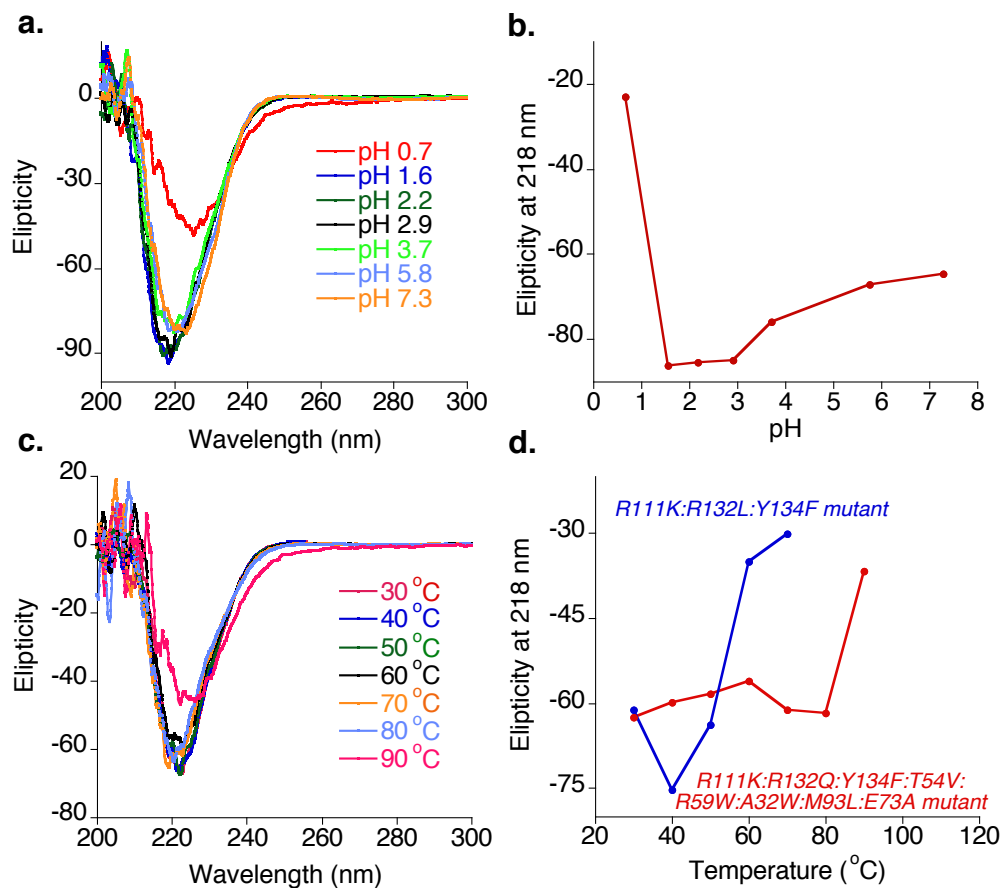 a.
0
-30
-60
-90
Elipticity
pH 0.7
pH 1.6
pH 2.2
pH 2.9
pH 3.7
pH 5.8
pH 7.3
200 220 240 260 280 300
Wavelength (nm)
b.
-20
-40
-60
-80
Elipticity at 218 nm
0 1 2 3 4 5 6 7 8
pH
c.
20
0
-20
-40
-60
-80
Elipticity
30 °C
40 °C
50 °C
60 °C
70 °C
80 °C
90 °C
200 220 240 260 280 300
Wavelength (nm)
d.
-30
-45
-60
-75
Elipticity at 218 nm
R111K:R132L:Y134F mutant
R111K:R132Q:Y134F:T54V:
R59W:A32W:M93L:E73A mutant
20 40 60 80 100 120
Temperature (°C)